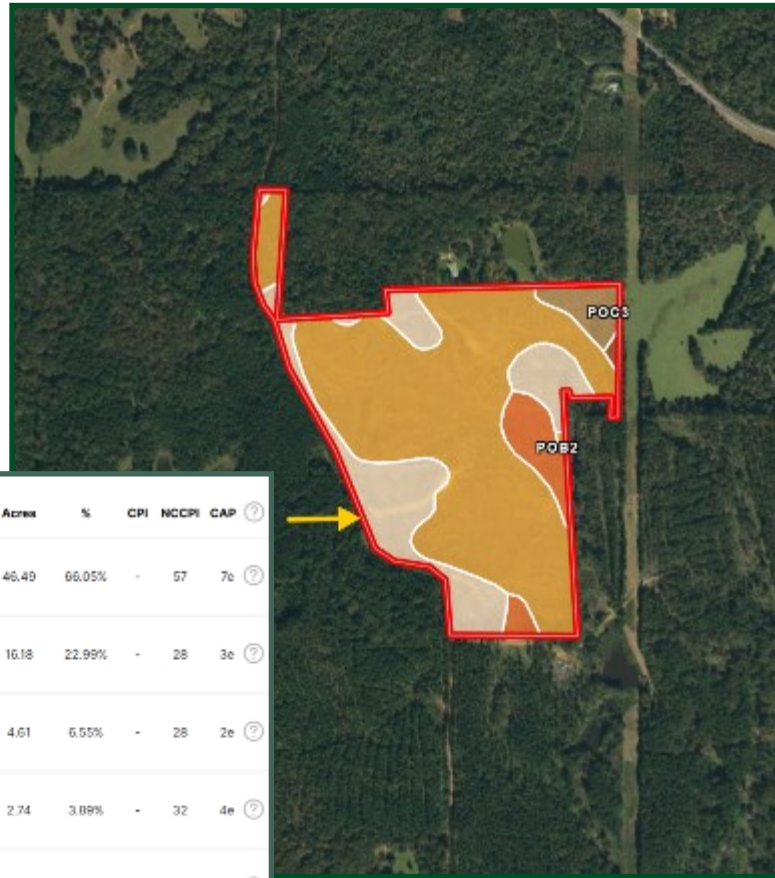 POC3
POB2
Acres % CPI NCCPI CAP ?
46.49 66.05% - 57 7e ?
16.18 22.99% - 28 3e ?
4.61 6.55% - 28 2e ?
2.74 3.89% - 32 4e ?